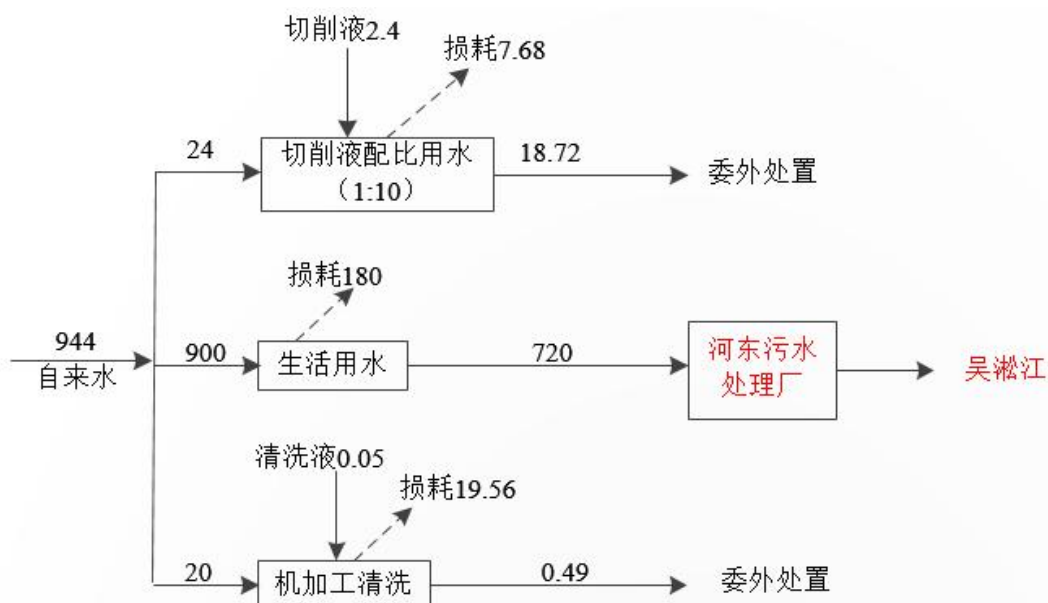 切削液2.4
损耗7.68
24
切削液配比用水
（1:10）
18.72
委外处置
损耗180
944
自来水
900
生活用水
720
河东污水
处理厂
吴淞江
清洗液0.05
损耗19.56
20
机加工清洗
0.49
委外处置